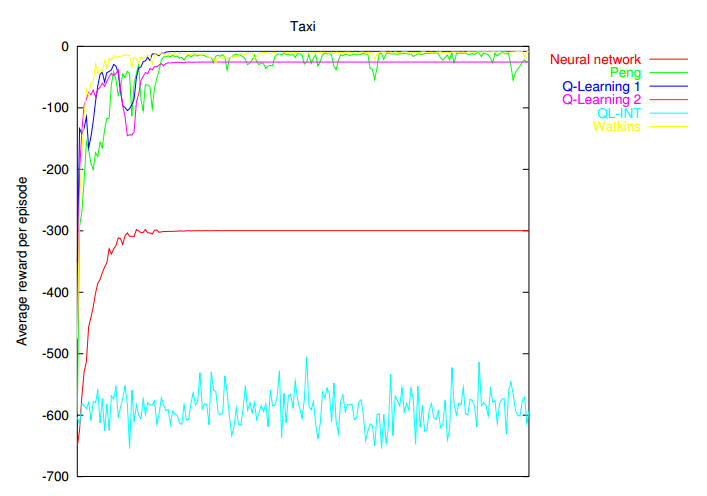 Taxi
0
-100
-200
-300
-400
-500
-600
-700
Average reward per episode
Neural network
Peng
Q-Learning 1
Q-Learning 2
QL-INT
Watkins